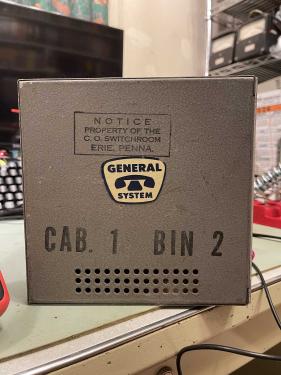 NOTICE
PROPERTY OF THE
C. O. SWITCHROOM
ERIE, PENNA.
GENERAL
SYSTEM
CAB. 1 BIN 2